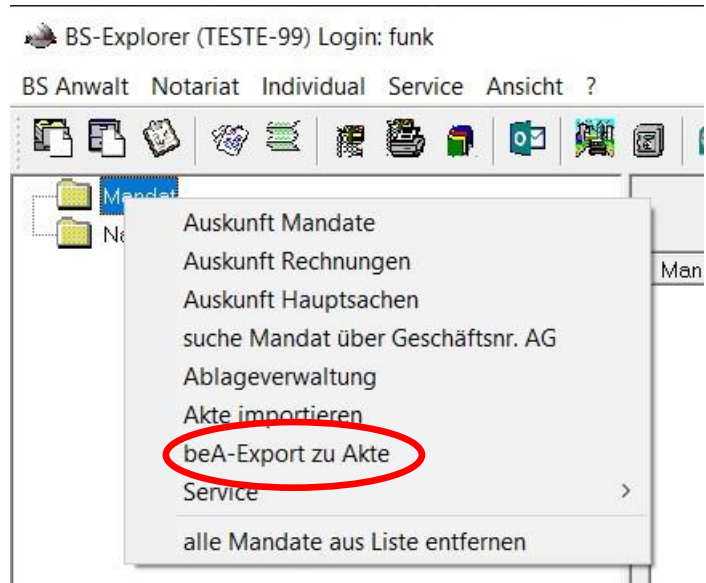 BS-Explorer (TESTE-99) Login: funk
BS Anwalt Notariat Individual Service Ansicht ?
Mandat
Auskunft Mandate
Auskunft Rechnungen
Man
Auskunft Hauptsachen
suche Mandat über Geschäftsnr. AG
Ablageverwaltung
Akte importieren
beA-Export zu Akte
Service
alle Mandate aus Liste entfernen